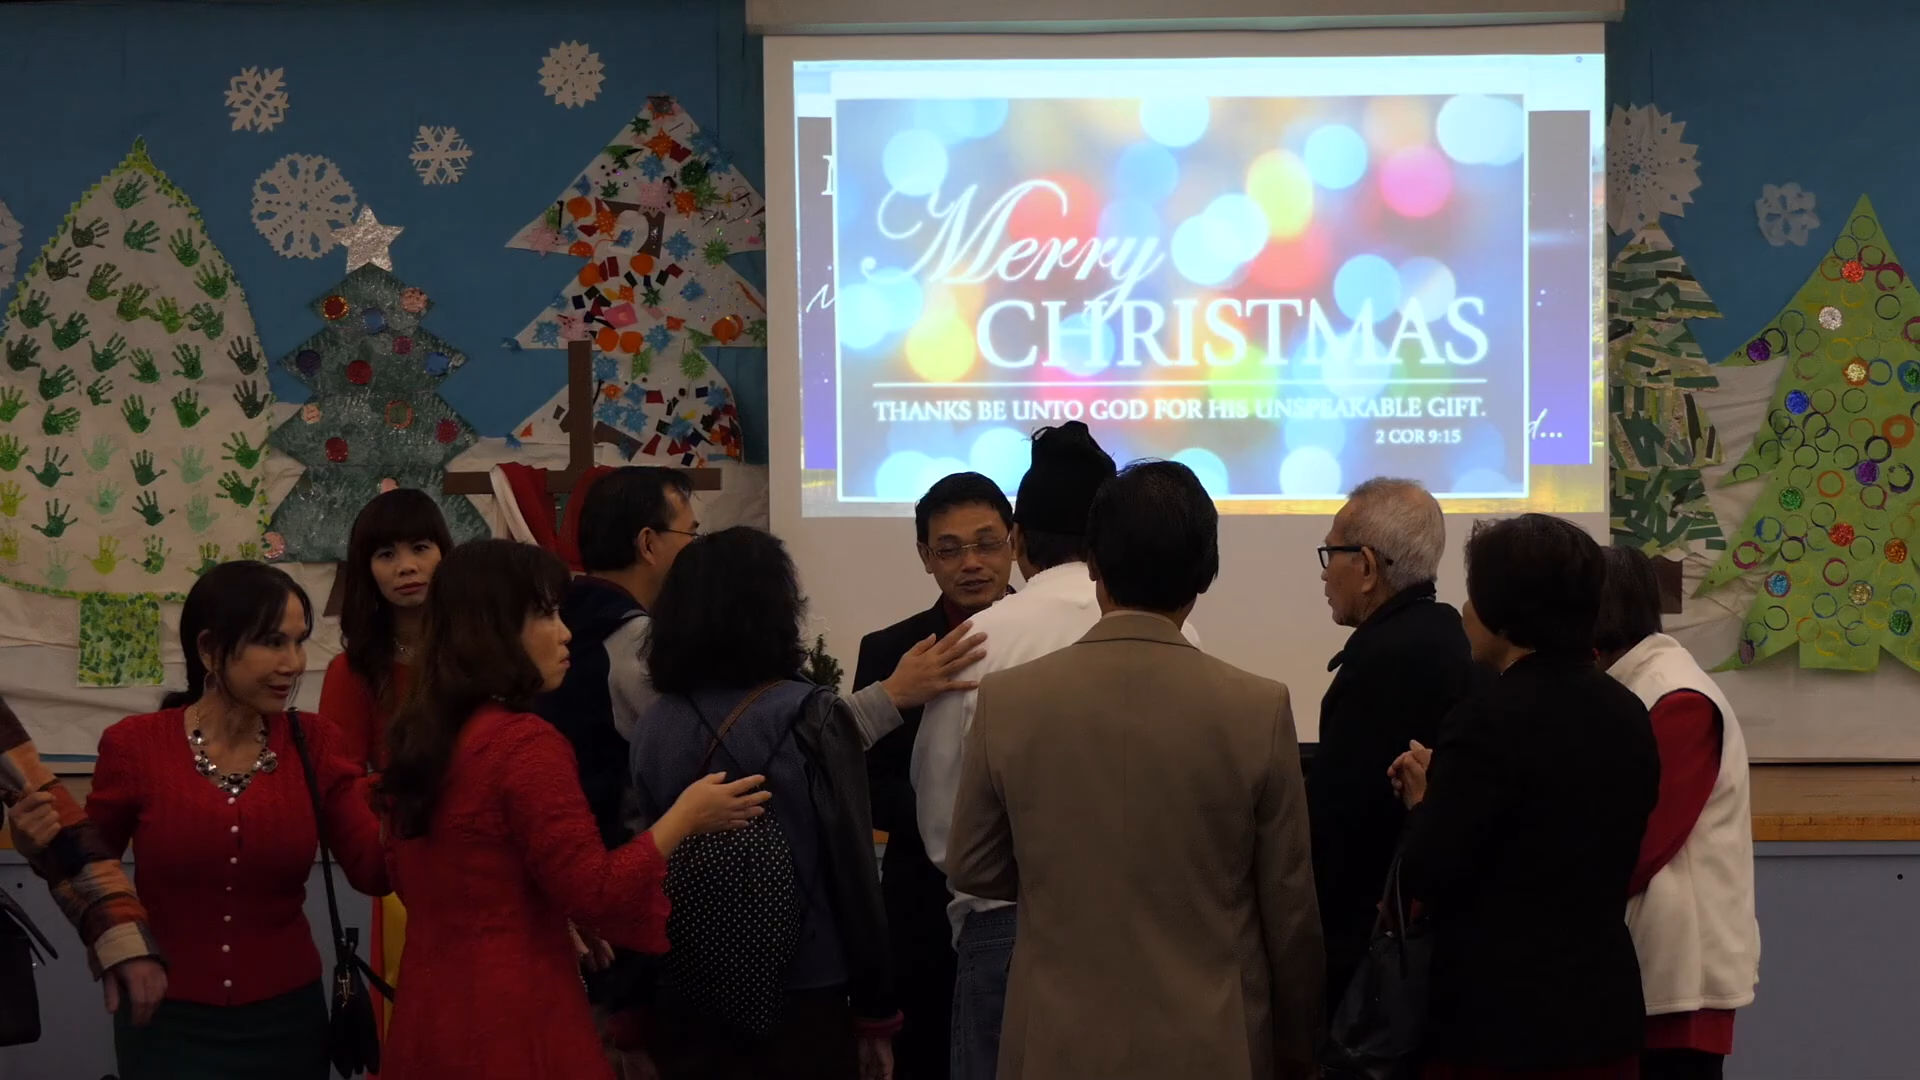 Merry
CHRISTMAS
THANKS BE UNTO GOD FOR HIS UNSPEAKABLE GIFT.
2 COR 9:15